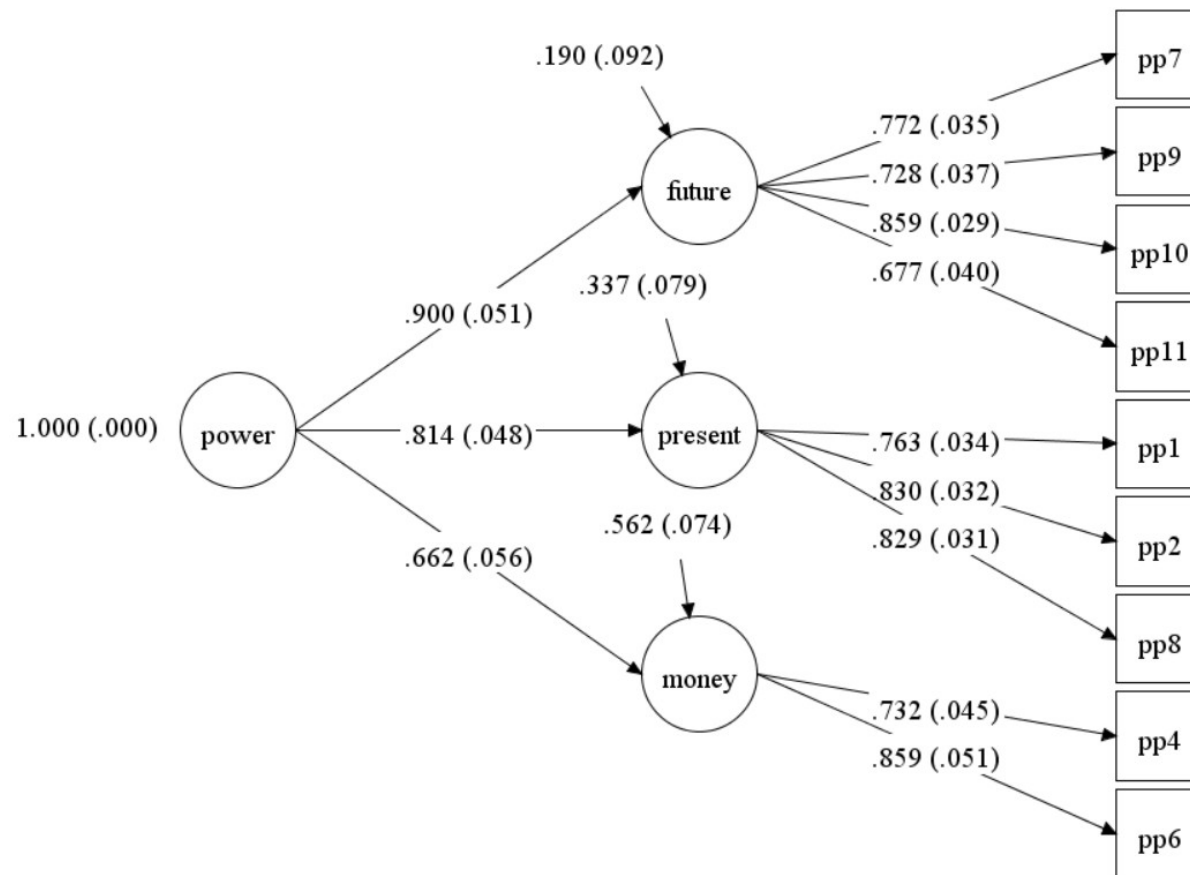 pp7
.190 (.092)
.772 (.035)
pp9
.728 (.037)
future
.859 (.029)
pp10
.677 (.040)
.337 (.079)
.900 (.051)
pp11
1.000 (.000)
power
.814 (.048)
present
.763 (.034)
pp1
.830 (.032)
.562 (.074)
.829 (.031)
pp2
.662 (.056)
pp8
money
.732 (.045)
pp4
.859 (.051)
pp6